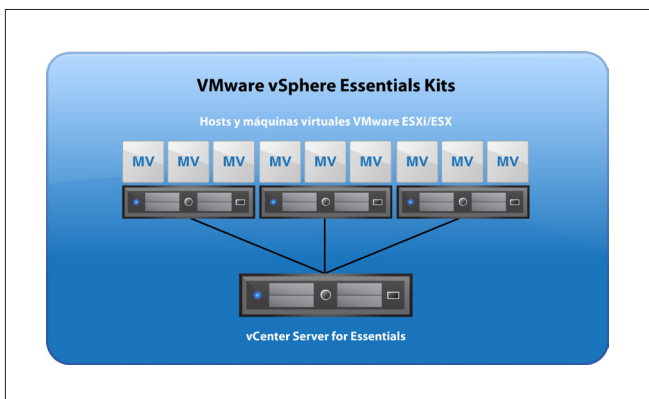 VMware vSphere Essentials Kits
Hosts y máquinas virtuales VMware ESXi/ESX
MV MV MV MV MV MV MV MV MV
vCenter Server for Essentials